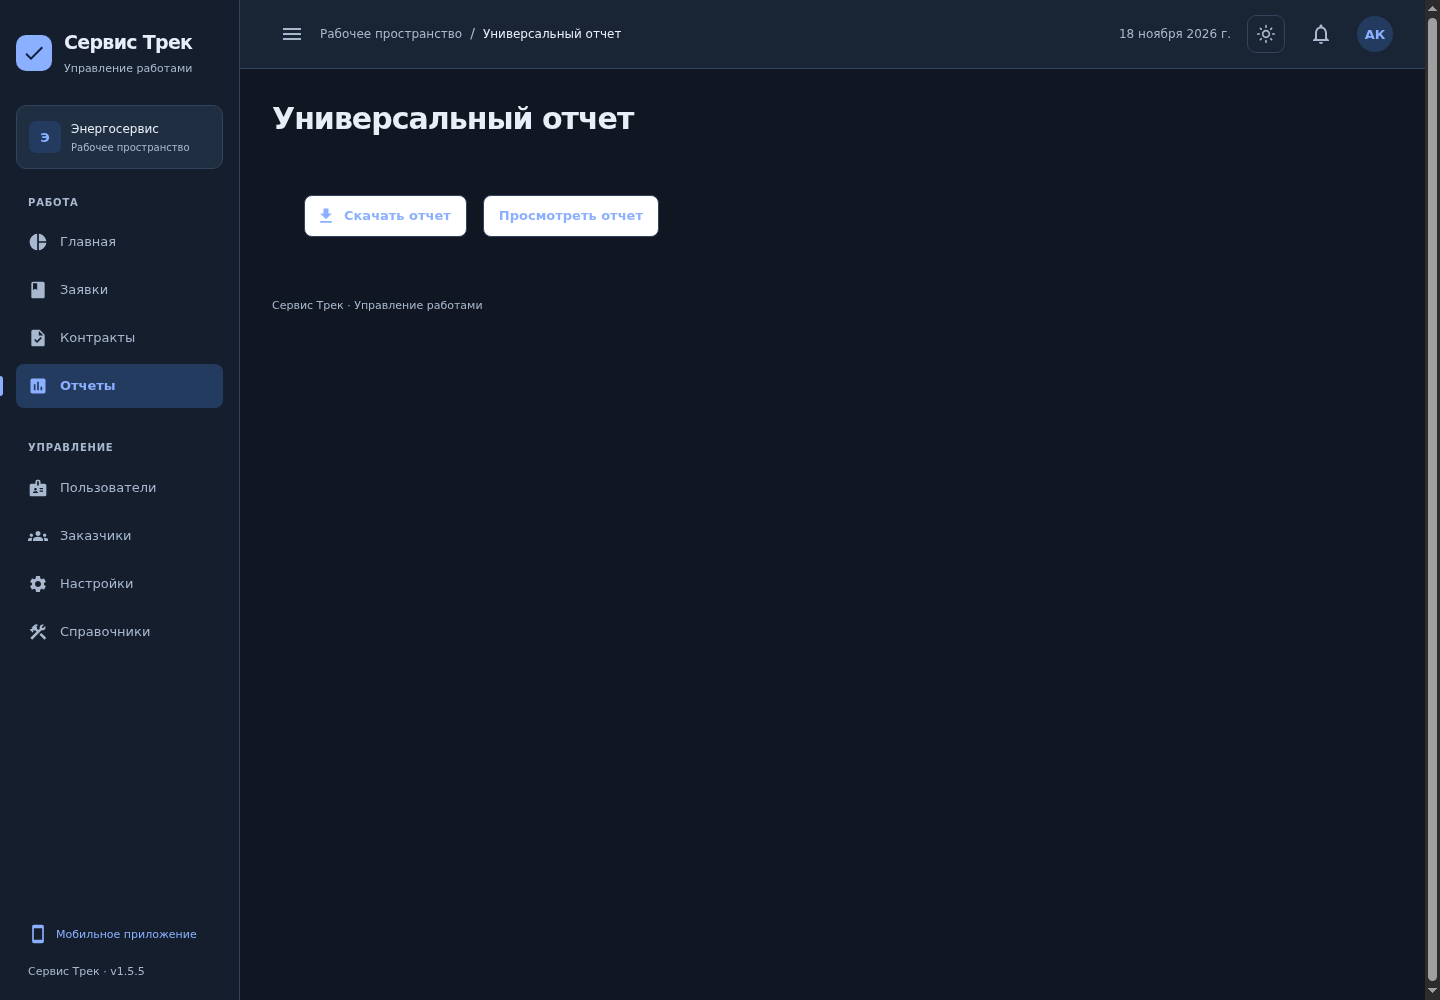 Сервис Трек
Управление работами
Э
Энергосервис
Рабочее пространство
РАБОТА
Главная
Заявки
Контракты
Отчеты
УПРАВЛЕНИЕ
Пользователи
Заказчики
Настройки
Справочники
Мобильное приложение
Сервис Трек · v1.5.5
Рабочее пространство / Универсальный отчет
18 ноября 2026 г.
АК
Универсальный отчет
Скачать отчет
Просмотреть отчет
Сервис Трек · Управление работами